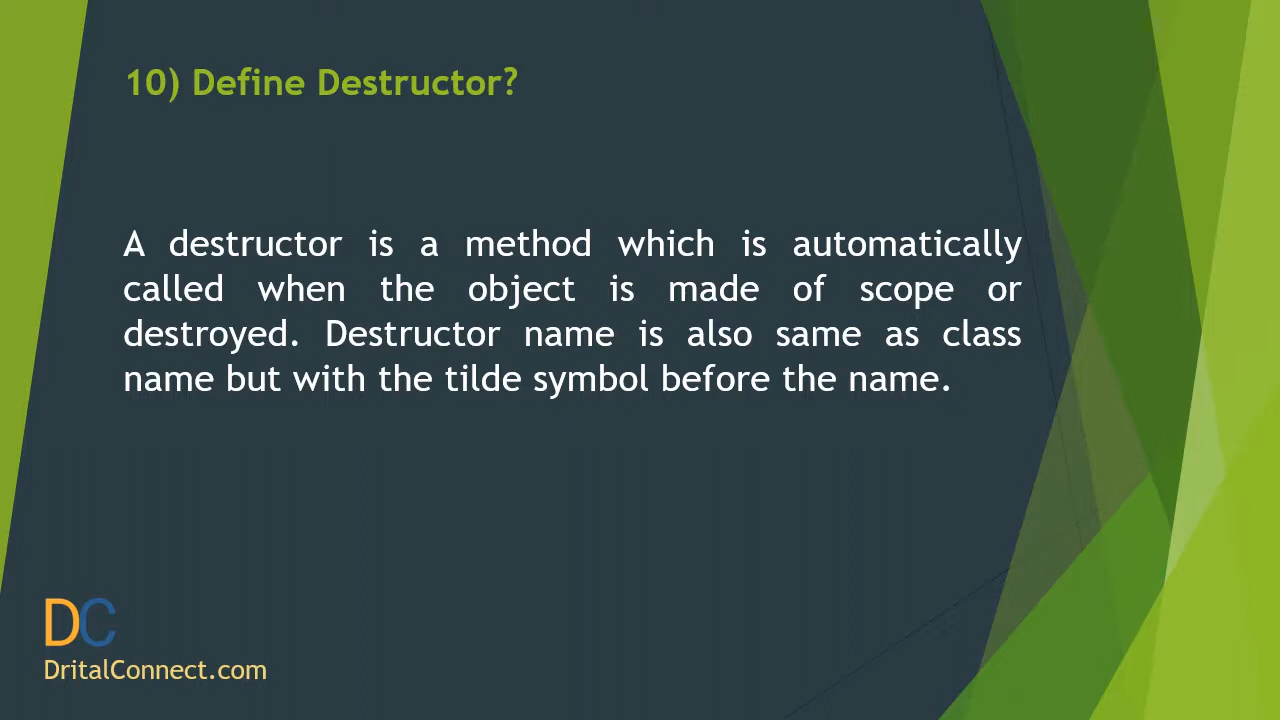 10) Define Destructor?
A destructor is a method which is automatically
called when the object is made of scope or
destroyed. Destructor name is also same as class
name but with the tilde symbol before the name.
DC
DritalConnect.com